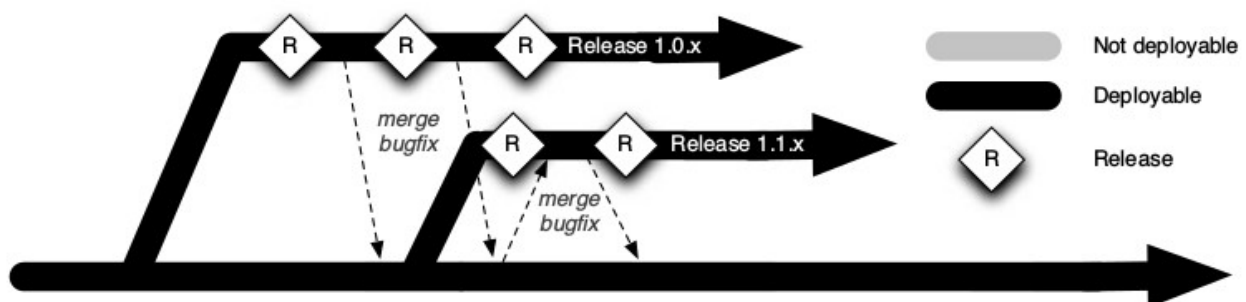 R R R Release 1.0.x
merge
bugfix
R R Release 1.1.x
merge
bugfix
Not deployable
Deployable
R Release